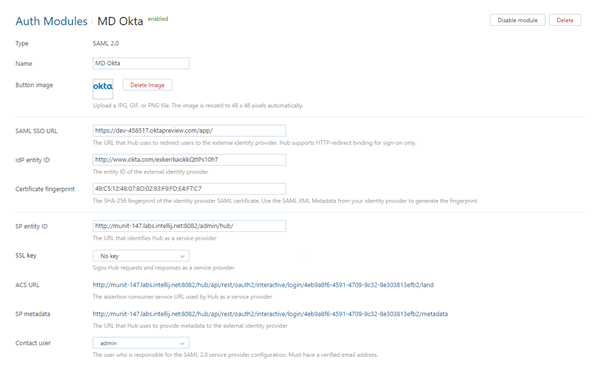 Auth Modules › MD Okta enabled
Disable module
Delete
Type SAML 2.0
Name MD Okta
Button image okta Delete Image
Upload a JPG, GIF, or PNG file. The image is resized to 48 x 48 pixels automatically.
SAML SSO URL https://dev-458517.oktapreview.com/app/
The URL that Hub uses to redirect users to the external identity provider. Hub supports HTTP-redirect binding for sign-on only.
IdP entity ID http://www.okta.com/exkerrkaokkQttPs10h7
The entity ID of the external identity provider
Certificate fingerprint 49:C5:12:48:07:8D:02:93:F9:FD:E4:F7:C7
The SHA-256 fingerprint of the identity provider SAML certificate. Use the SAML XML Metadata from your identity provider to generate the fingerprint.
SP entity ID http://munit-147.labs.intellij.net:8082/admin/hub/
The URL that identifies Hub as a service provider
SSL key No key
Signs Hub requests and responses as a service provider
ACS URL http://munit-147.labs.intellij.net:8082/hub/api/rest/oauth2/interactive/login/4eb9a8f6-4591-4709-9c32-8e303813efb2/land
The assertion consumer service URL used by Hub as a service provider
SP metadata http://munit-147.labs.intellij.net:8082/hub/api/rest/oauth2/interactive/login/4eb9a8f6-4591-4709-9c32-8e303813efb2/metadata
The URL that Hub uses to provide metadata to the external identity provider
Contact user admin
The user who is responsible for the SAML 2.0 service provider configuration. Must have a verified email address.